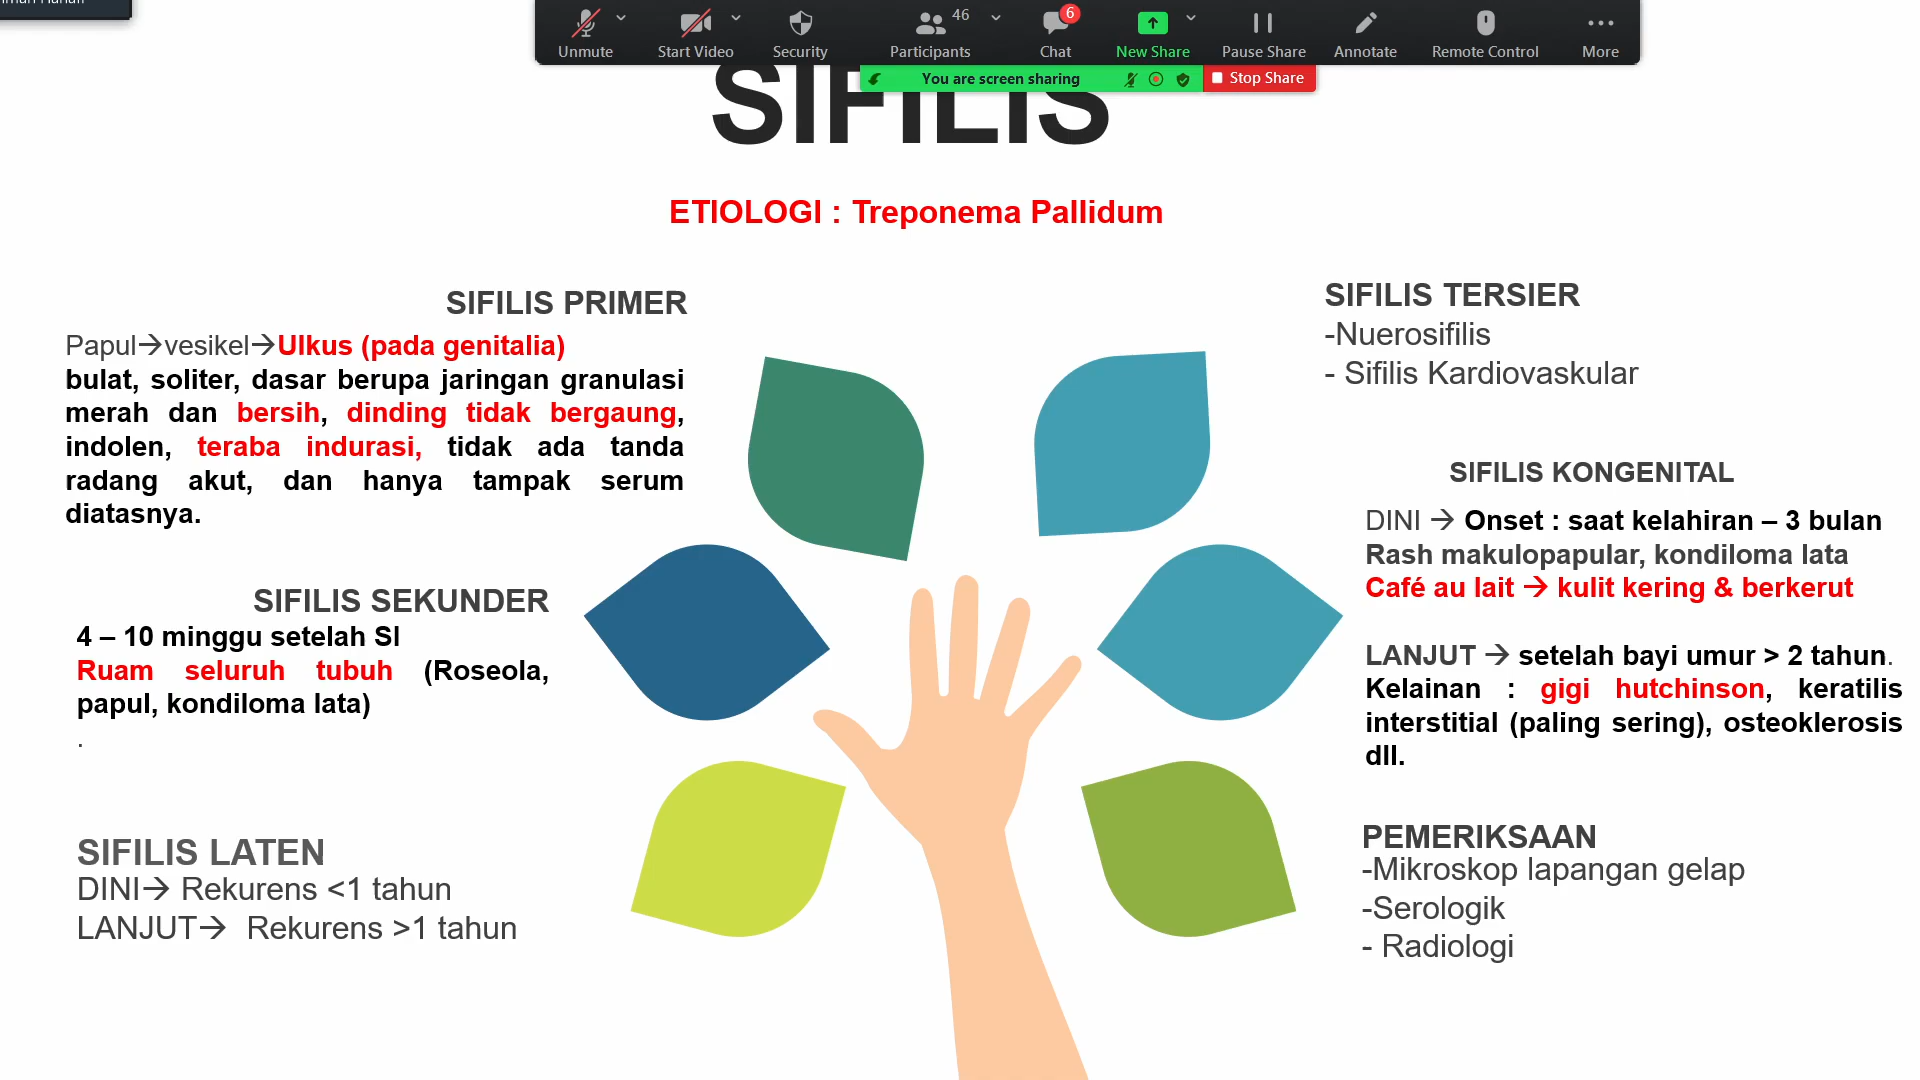 Unmute
Start Video
Security
46
Participants
6
Chat
New Share
Pause Share
Annotate
Remote Control
More
You are screen sharing
Stop Share
SIFILIS
ETIOLOGI : Treponema Pallidum
SIFILIS PRIMER
Papul→vesikel→Ulkus (pada genitalia)
bulat, soliter, dasar berupa jaringan granulasi
merah dan bersih, dinding tidak bergaung,
indolen, teraba indurasi, tidak ada tanda
radang akut, dan hanya tampak serum
diatasnya.
SIFILIS SEKUNDER
4 – 10 minggu setelah SI
Ruam seluruh tubuh (Roseola,
papul, kondiloma lata)
.
SIFILIS LATEN
DINI→ Rekurens <1 tahun
LANJUT→ Rekurens >1 tahun
SIFILIS TERSIER
-Nuerosifilis
- Sifilis Kardiovaskular
SIFILIS KONGENITAL
DINI → Onset : saat kelahiran – 3 bulan
Rash makulopapular, kondiloma lata
Café au lait → kulit kering & berkerut
LANJUT → setelah bayi umur > 2 tahun.
Kelainan : gigi hutchinson, keratilis
interstitial (paling sering), osteoklerosis
dll.
PEMERIKSAAN
-Mikroskop lapangan gelap
-Serologik
- Radiologi